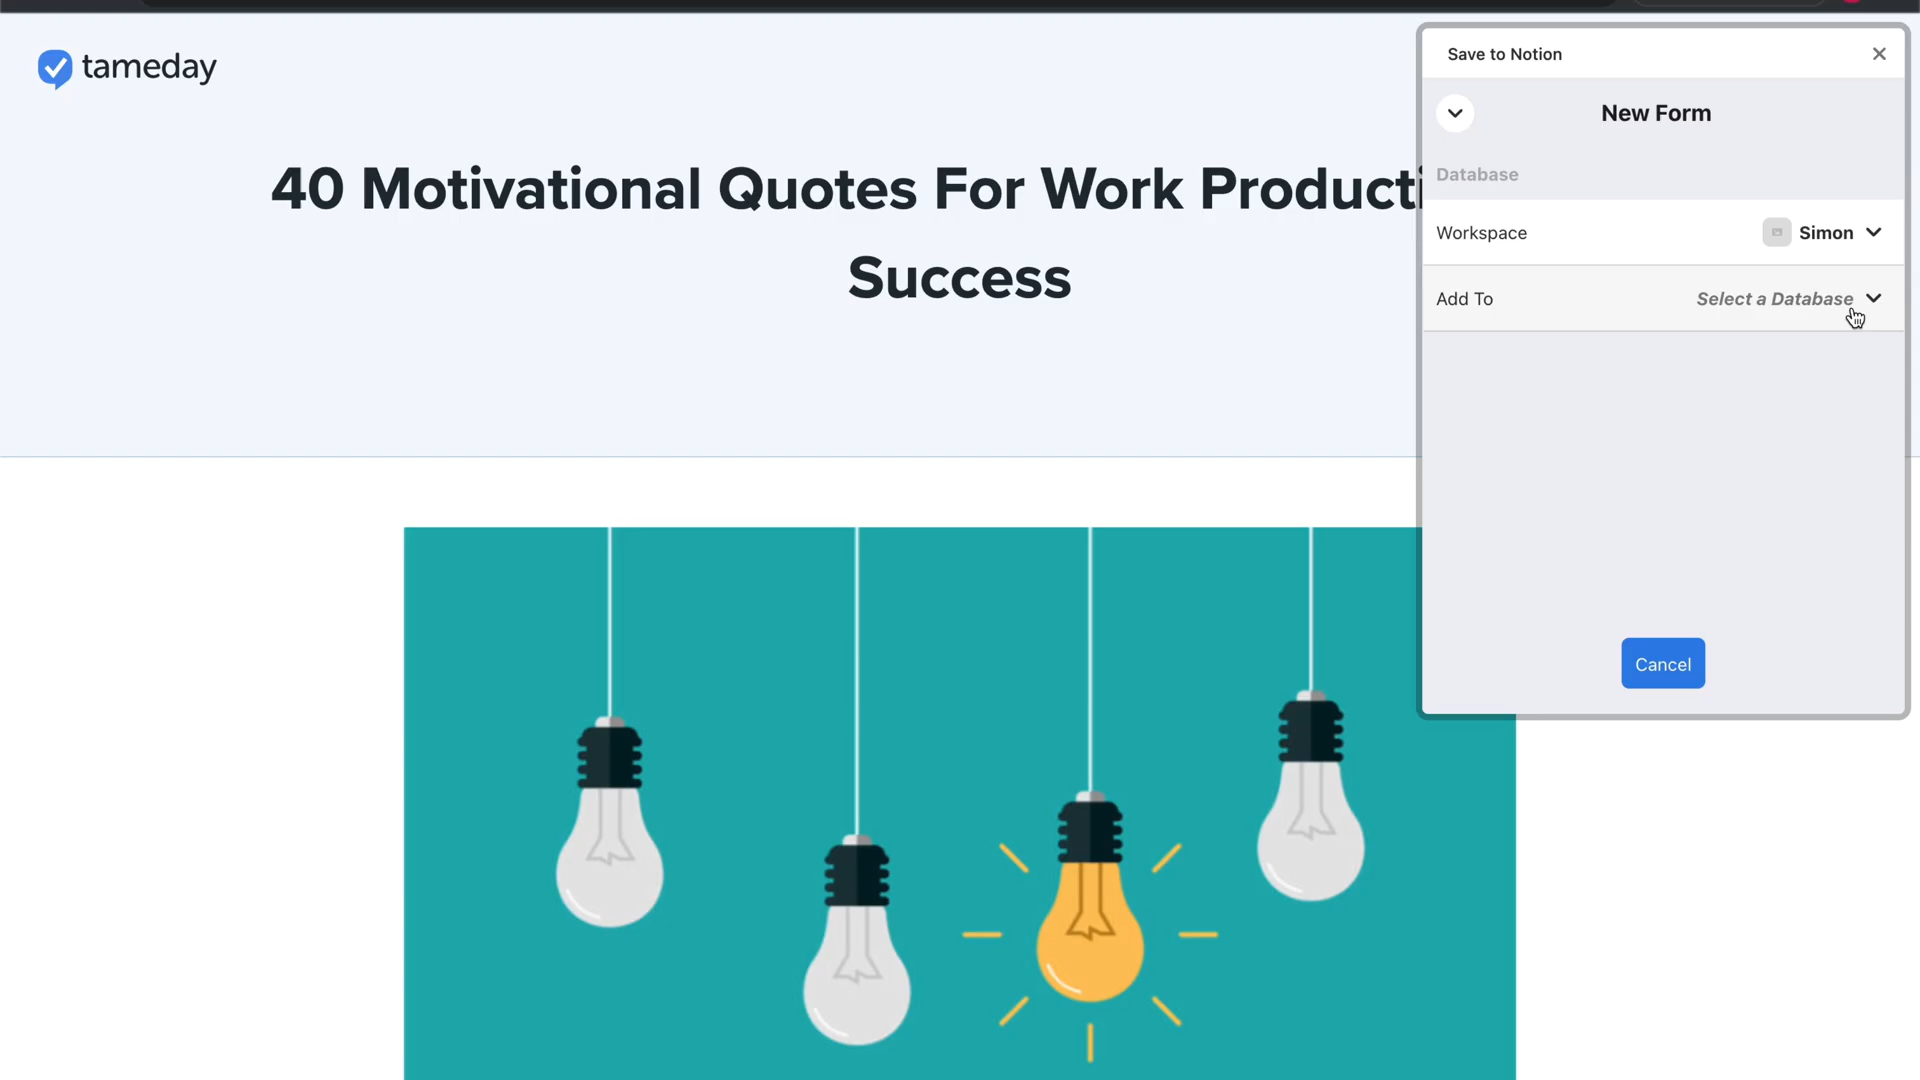 tameday
40 Motivational Quotes For Work Producti
Success
Save to Notion
New Form
Database
Workspace
Simon
Add To
Select a Database
Cancel